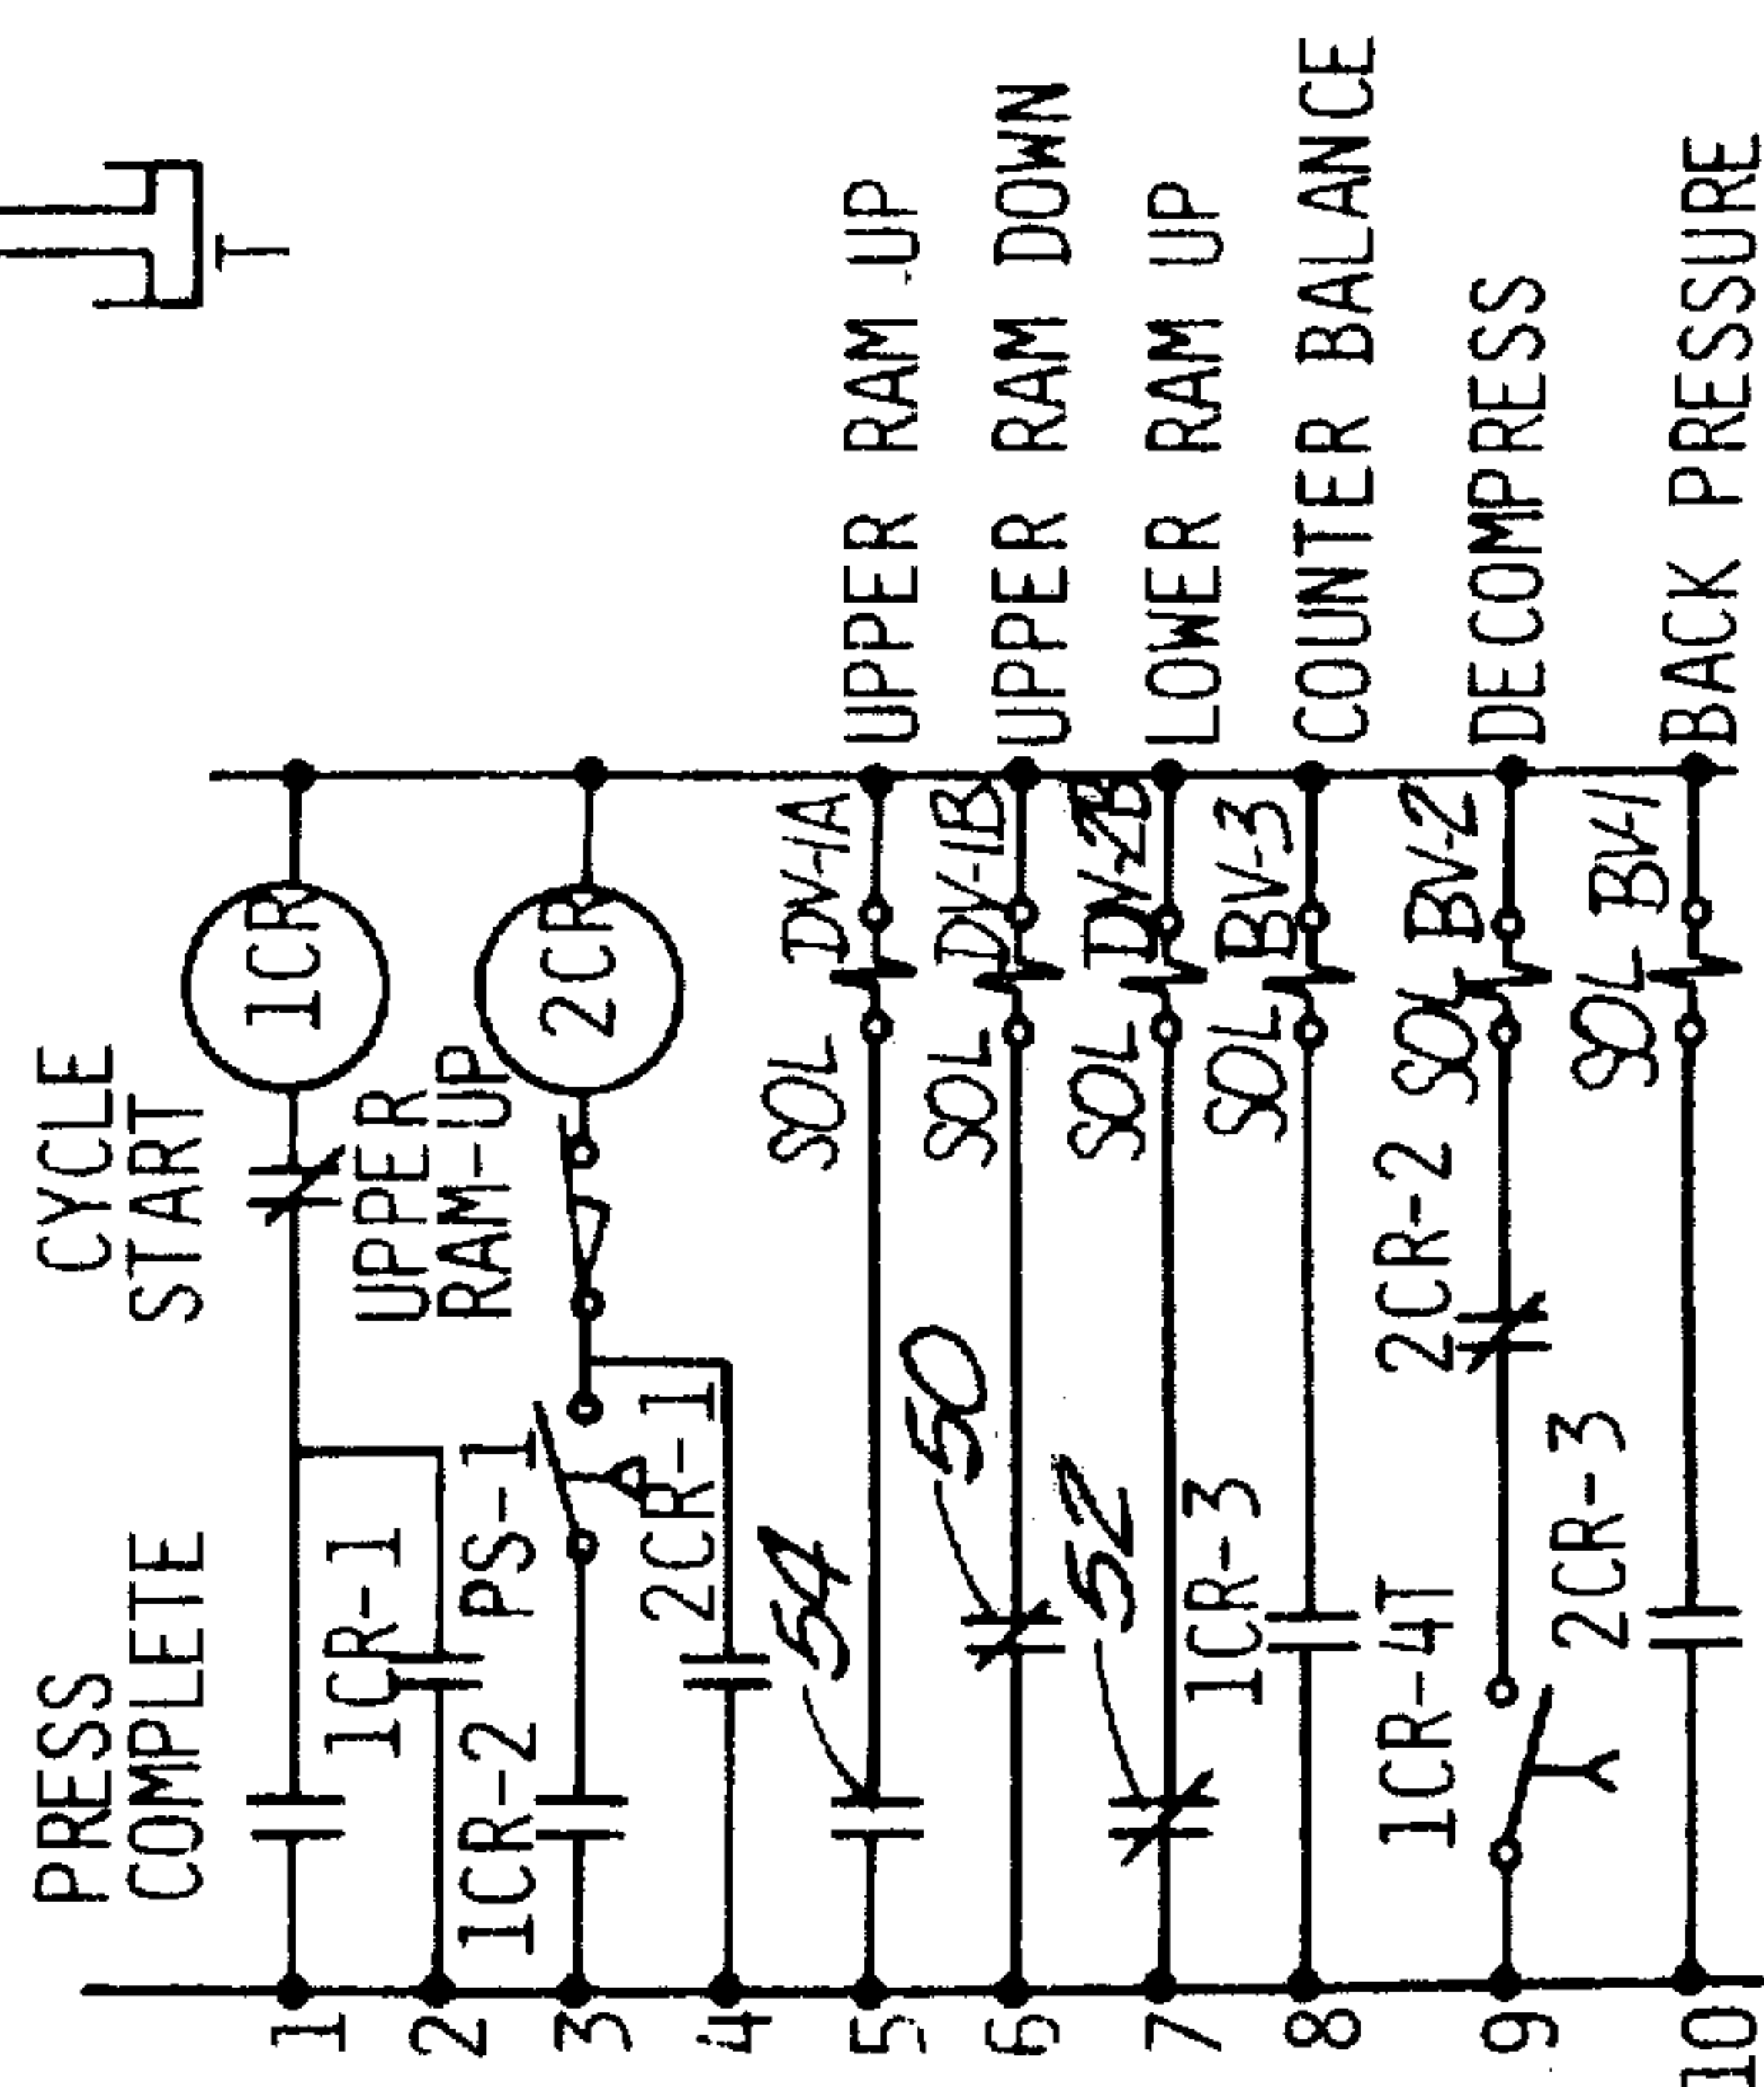 PRESS
COMPLETE
CYCLE
START
1
1CR
1CR-1
2
UPPER
RAM-UP
1CR-2
PS-1
3
2CR
2CR-1
4
54
SOL DV-1A
5
UPPER RAM UP
50
SOL DV-1B
6
UPPER RAM DOWN
52
SOL DV-2B
7
LOWER RAM UP
1CR-3
SOL BV-3
8
COUNTER BALANCE
1CR-4T
2CR-2
SOL BV-2
9
DECOMPRESS
2CR-3
SOL BV-1
10
BACK PRESSURE